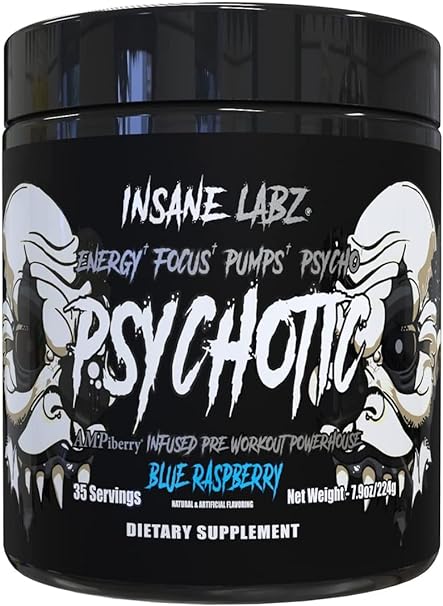 INSANE LABZ®
ENERGY† FOCUS† PUMPS† PSYCHO
PSYCHOTIC
AMPiberry® INFUSED PRE WORKOUT POWERHOUSE
BLUE RASPBERRY
35 Servings
NATURAL & ARTIFICIAL FLAVORING
Net Weight - 7.9oz/224g
DIETARY SUPPLEMENT